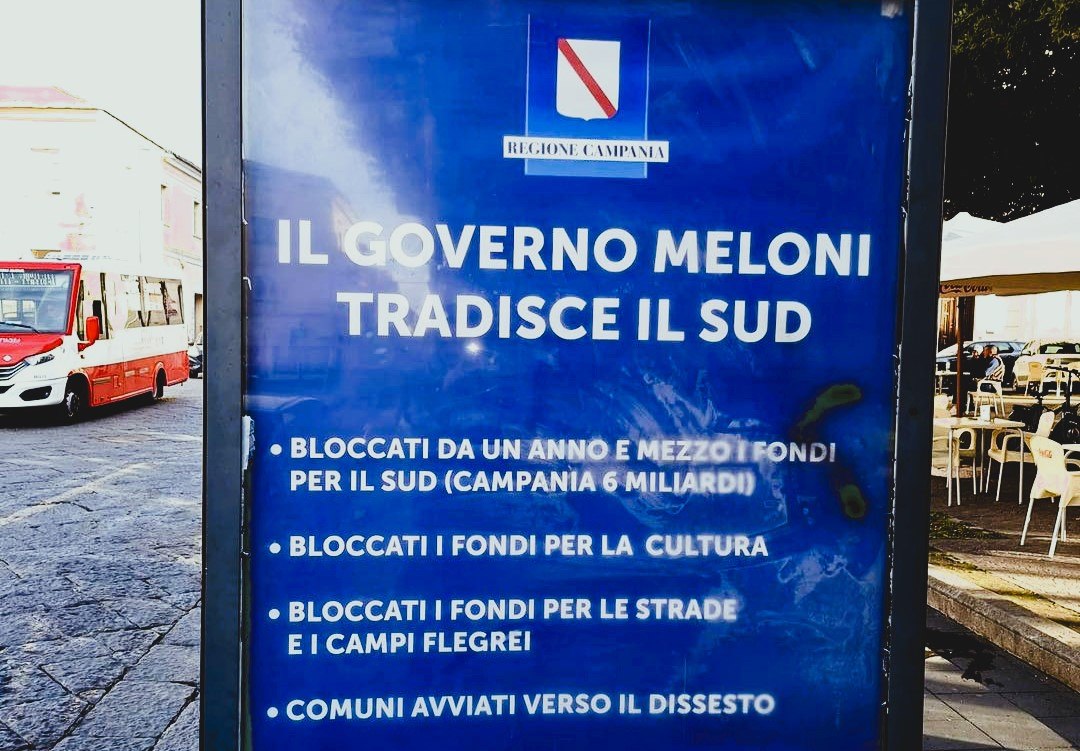 REGIONE CAMPANIA
IL GOVERNO MELONI
TRADISCE IL SUD
• BLOCCATI DA UN ANNO E MEZZO I FONDI
PER IL SUD (CAMPANIA 6 MILIARDI)
• BLOCCATI I FONDI PER LA CULTURA
• BLOCCATI I FONDI PER LE STRADE
E I CAMPI FLEGREI
• COMUNI AVVIATI VERSO IL DISSESTO